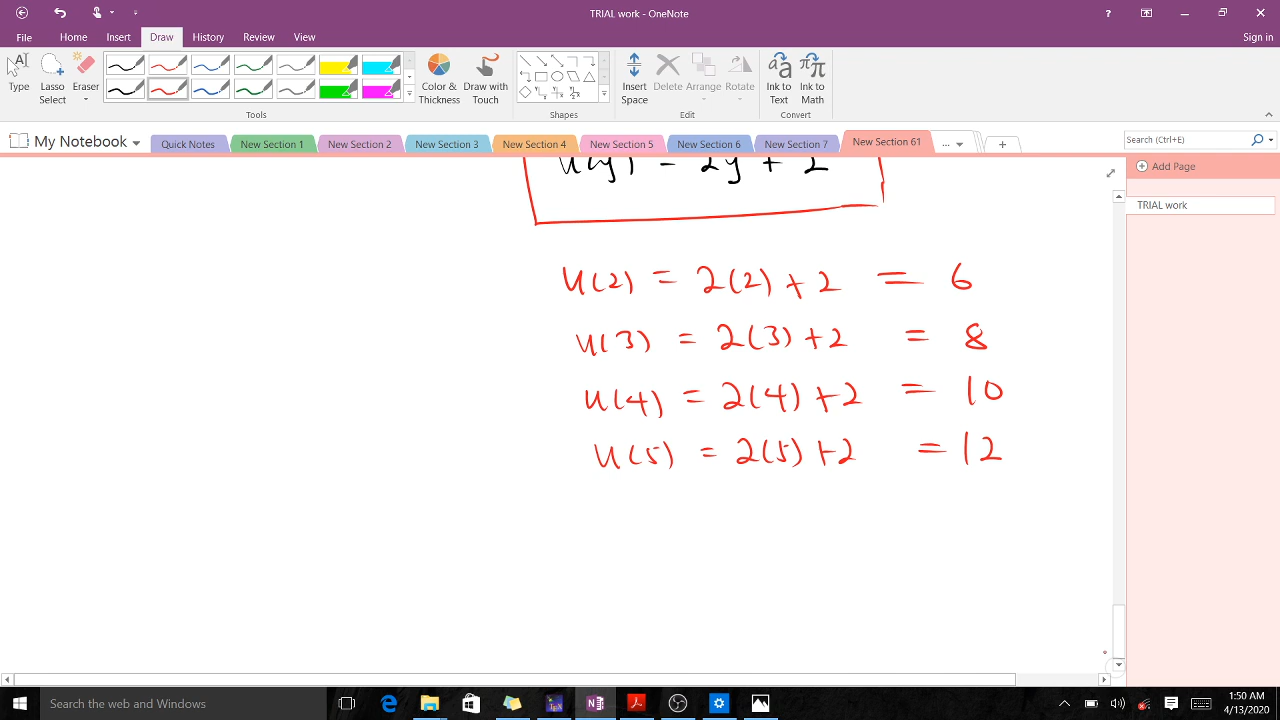 TRIAL work - OneNote
?
File Home Insert Draw History Review View
Sign in
Type
Lasso Select
Eraser
Color & Thickness
Draw with Touch
Insert Space
Delete
Arrange
Rotate
Ink to Text
Ink to Math
Tools
Shapes
Edit
Convert
My Notebook
Quick Notes
New Section 1
New Section 2
New Section 3
New Section 4
New Section 5
New Section 6
New Section 7
New Section 61
...
Search (Ctrl+E)
Add Page
TRIAL work
u(y) = 2y + 2
u(2) = 2(2) + 2 = 6
u(3) = 2(3) + 2 = 8
u(4) = 2(4) + 2 = 10
u(5) = 2(5) + 2 = 12
Search the web and Windows
1:50 AM
4/13/2020